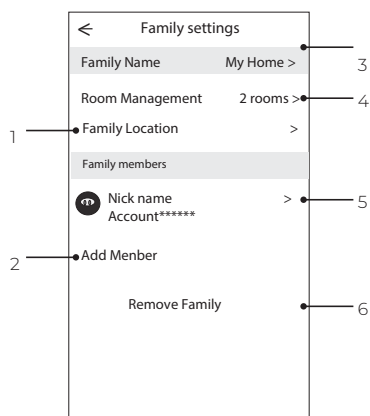 ← Family settings
Family Name My Home >
3
Room Management 2 rooms >
4
1
Family Location >
Family members
Nick name >
Account******
5
2
Add Menber
Remove Family
6